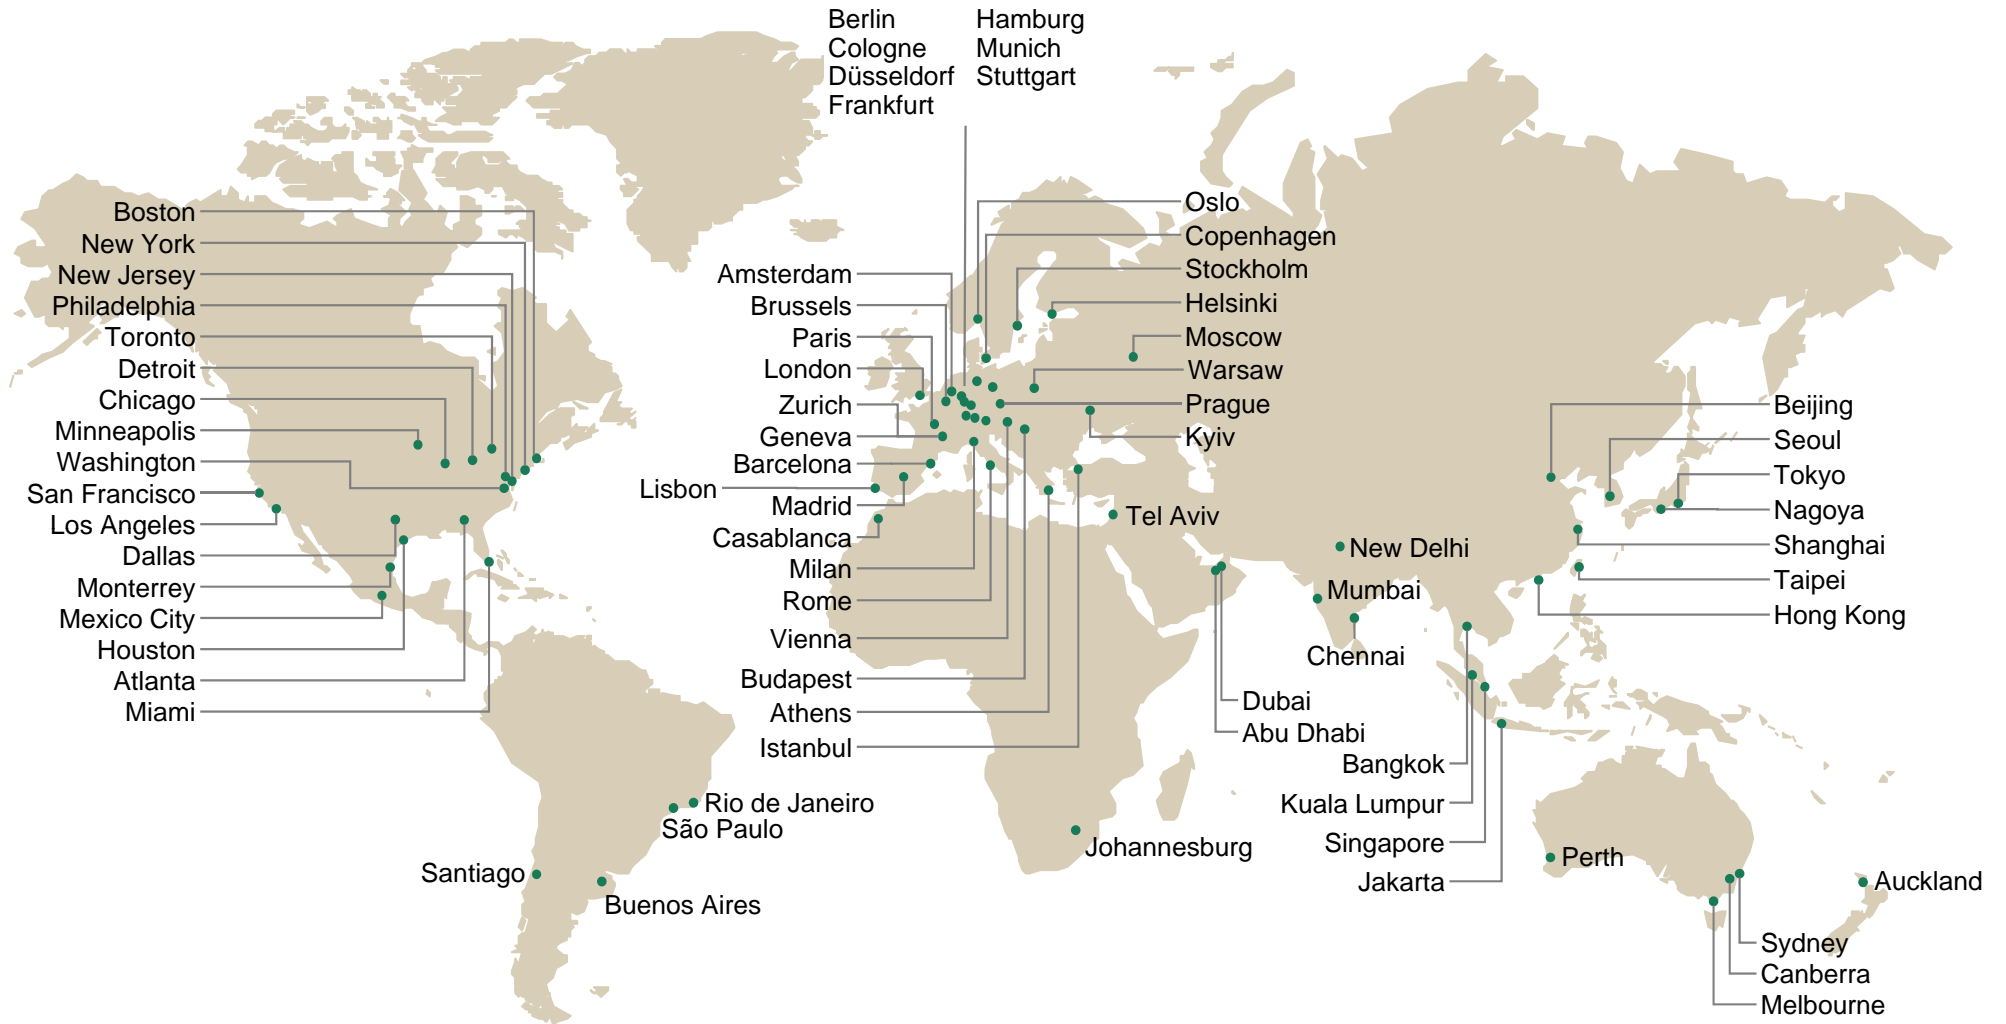 Berlin
Cologne
Düsseldorf
Frankfurt
Hamburg
Munich
Stuttgart
Boston
New York
New Jersey
Philadelphia
Toronto
Detroit
Chicago
Minneapolis
Washington
San Francisco
Los Angeles
Dallas
Monterrey
Mexico City
Houston
Atlanta
Miami
Rio de Janeiro
São Paulo
Santiago
Buenos Aires
Amsterdam
Brussels
Paris
London
Zurich
Geneva
Barcelona
Lisbon
Madrid
Casablanca
Milan
Rome
Vienna
Budapest
Athens
Istanbul
Oslo
Copenhagen
Stockholm
Helsinki
Moscow
Warsaw
Prague
Kyiv
Tel Aviv
New Delhi
Mumbai
Chennai
Dubai
Abu Dhabi
Johannesburg
Beijing
Seoul
Tokyo
Nagoya
Shanghai
Taipei
Hong Kong
Bangkok
Kuala Lumpur
Singapore
Jakarta
Perth
Auckland
Sydney
Canberra
Melbourne